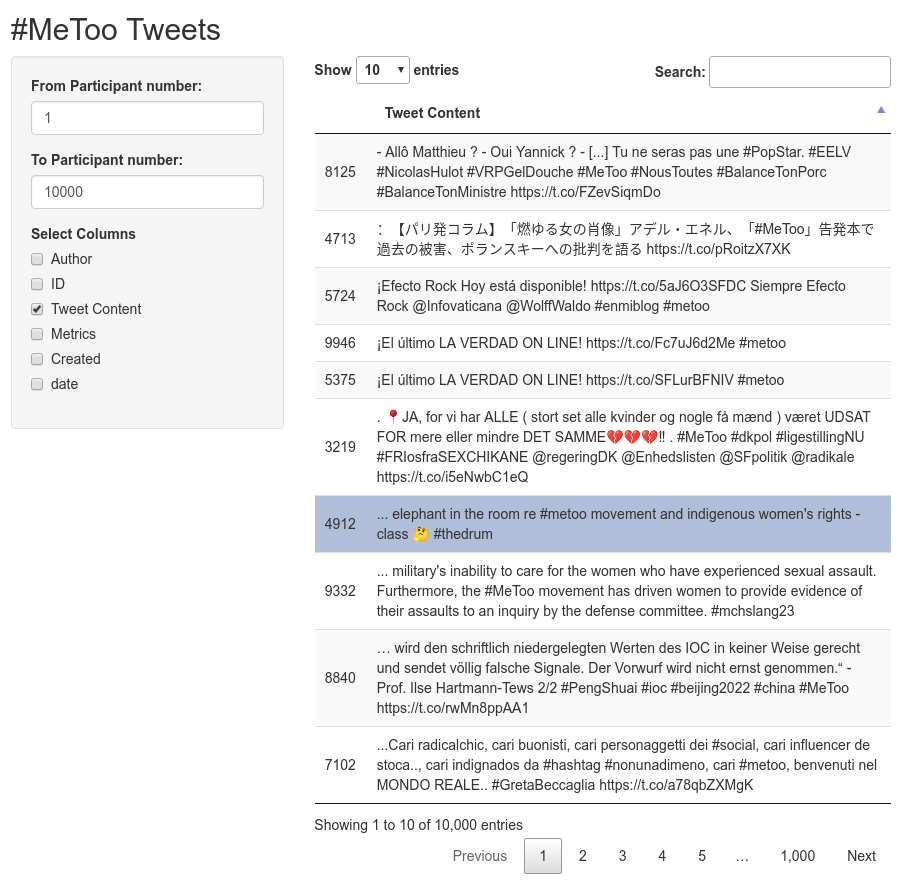 #MeToo Tweets
From Participant number:
1
To Participant number:
10000
Select Columns
Author
ID
Tweet Content
Metrics
Created
date
Show 10 entries
Search:
Tweet Content
8125
- Allô Matthieu ? - Oui Yannick ? - [...] Tu ne seras pas une #PopStar. #EELV
#NicolasHulot #VRPGelDouche #MeToo #NousToutes #BalanceTonPorc
#BalanceTonMinistre https://t.co/FZevSiqmDo
4713
：【パリ発コラム】「燃ゆる女の肖像」アデル・エネル、「#MeToo」告発本で
過去の被害、ポランスキーへの批判を語る https://t.co/pRoitzX7XK
5724
¡Efecto Rock Hoy está disponible! https://t.co/5aJ6O3SFDC Siempre Efecto
Rock @Infovaticana @WolffWaldo #enmiblog #metoo
9946
¡El último LA VERDAD ON LINE! https://t.co/Fc7uJ6d2Me #metoo
5375
¡El último LA VERDAD ON LINE! https://t.co/SFLurBFNIV #metoo
3219
. 📍JA, for vi har ALLE ( stort set alle kvinder og nogle få mænd ) været UDSAT
FOR mere eller mindre DET SAMME💔💔💔‼ . #MeToo #dkpol #ligestillingNU
#FRIosfraSEXCHIKANE @regeringDK @Enhedslisten @SFpolitik @radikale
https://t.co/i5eNwbC1eQ
4912
... elephant in the room re #metoo movement and indigenous women's rights -
class 🤔 #thedrum
9332
... military's inability to care for the women who have experienced sexual assault.
Furthermore, the #MeToo movement has driven women to provide evidence of
their assaults to an inquiry by the defense committee. #mchslang23
8840
… wird den schriftlich niedergelegten Werten des IOC in keiner Weise gerecht
und sendet völlig falsche Signale. Der Vorwurf wird nicht ernst genommen.“ -
Prof. Ilse Hartmann-Tews 2/2 #PengShuai #ioc #beijing2022 #china #MeToo
https://t.co/rwMn8ppAA1
7102
...Cari radicalchic, cari buonisti, cari personaggetti dei #social, cari influencer de
stoca.., cari indignados da #hashtag #nonunadimeno, cari #metoo, benvenuti nel
MONDO REALE.. #GretaBeccaglia https://t.co/a78qbZXMgK
Showing 1 to 10 of 10,000 entries
Previous 1 2 3 4 5 … 1,000 Next